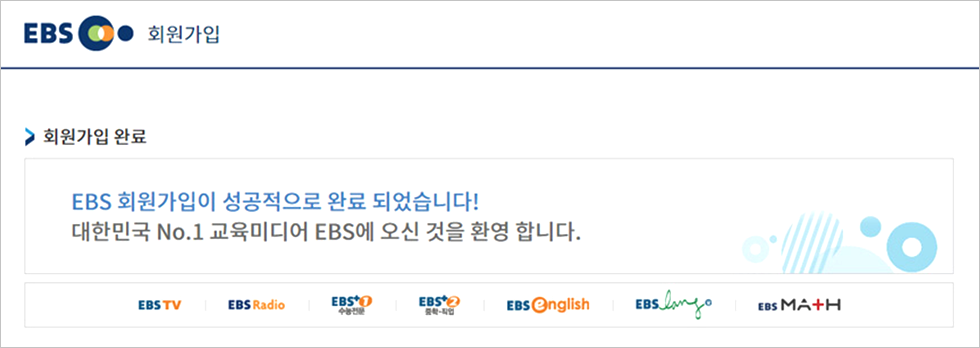 EBS 회원가입
회원가입 완료
EBS 회원가입이 성공적으로 완료 되었습니다!
대한민국 No.1 교육미디어 EBS에 오신 것을 환영 합니다.
EBS TV
EBS Radio
EBS+1 수능전문
EBS+2 중학·직업
EBS english
EBS lang
EBS MATH